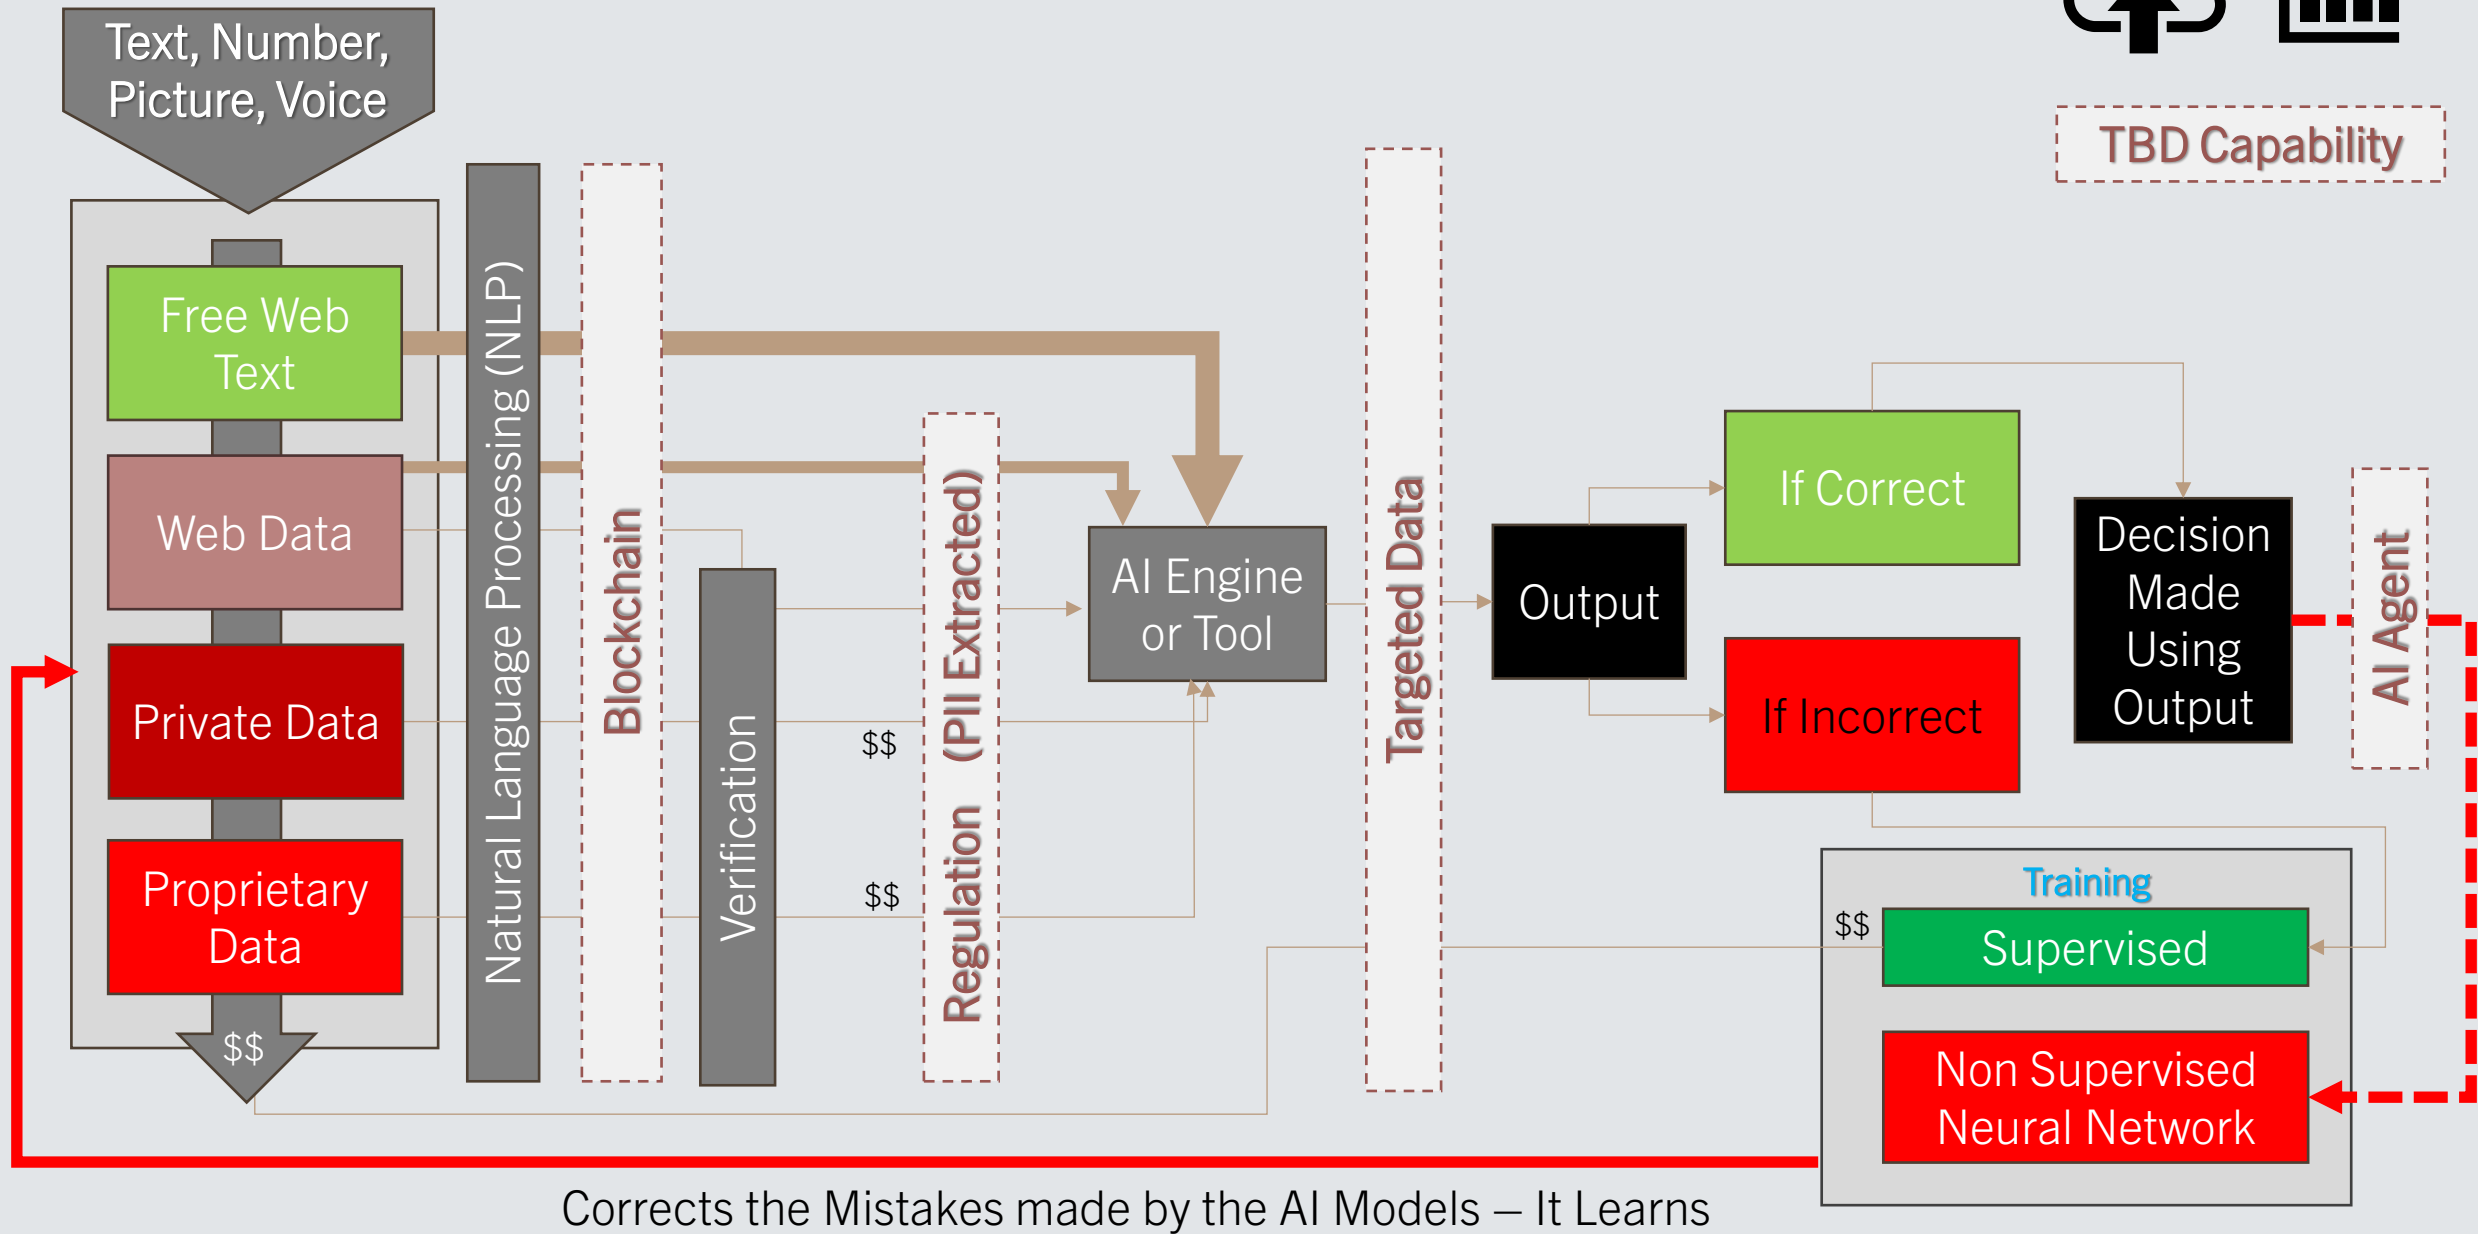 Text, Number,
Picture, Voice
TBD Capability
Free Web
Text
Web Data
Private Data
Proprietary
Data
$$
Natural Language Processing (NLP)
Blockchain
Verification
$$
$$
Regulation (PII Extracted)
AI Engine
or Tool
Targeted Data
Output
If Correct
If Incorrect
Decision
Made
Using
Output
AI Agent
Training
$$
Supervised
Non Supervised
Neural Network
Corrects the Mistakes made by the AI Models – It Learns